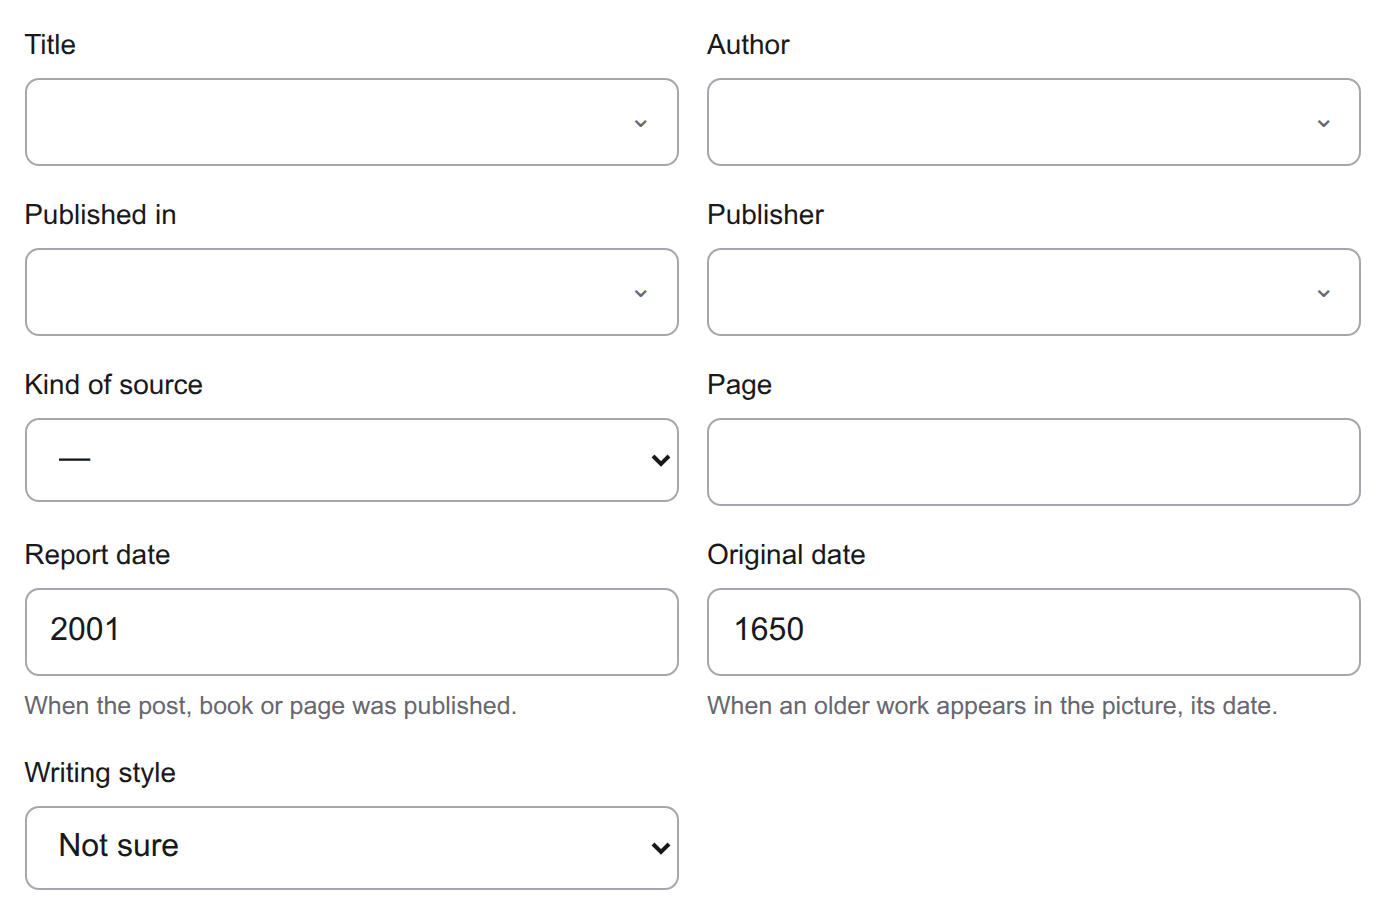 Title
Author
Published in
Publisher
Kind of source
—
Page
Report date
2001
When the post, book or page was published.
Original date
1650
When an older work appears in the picture, its date.
Writing style
Not sure